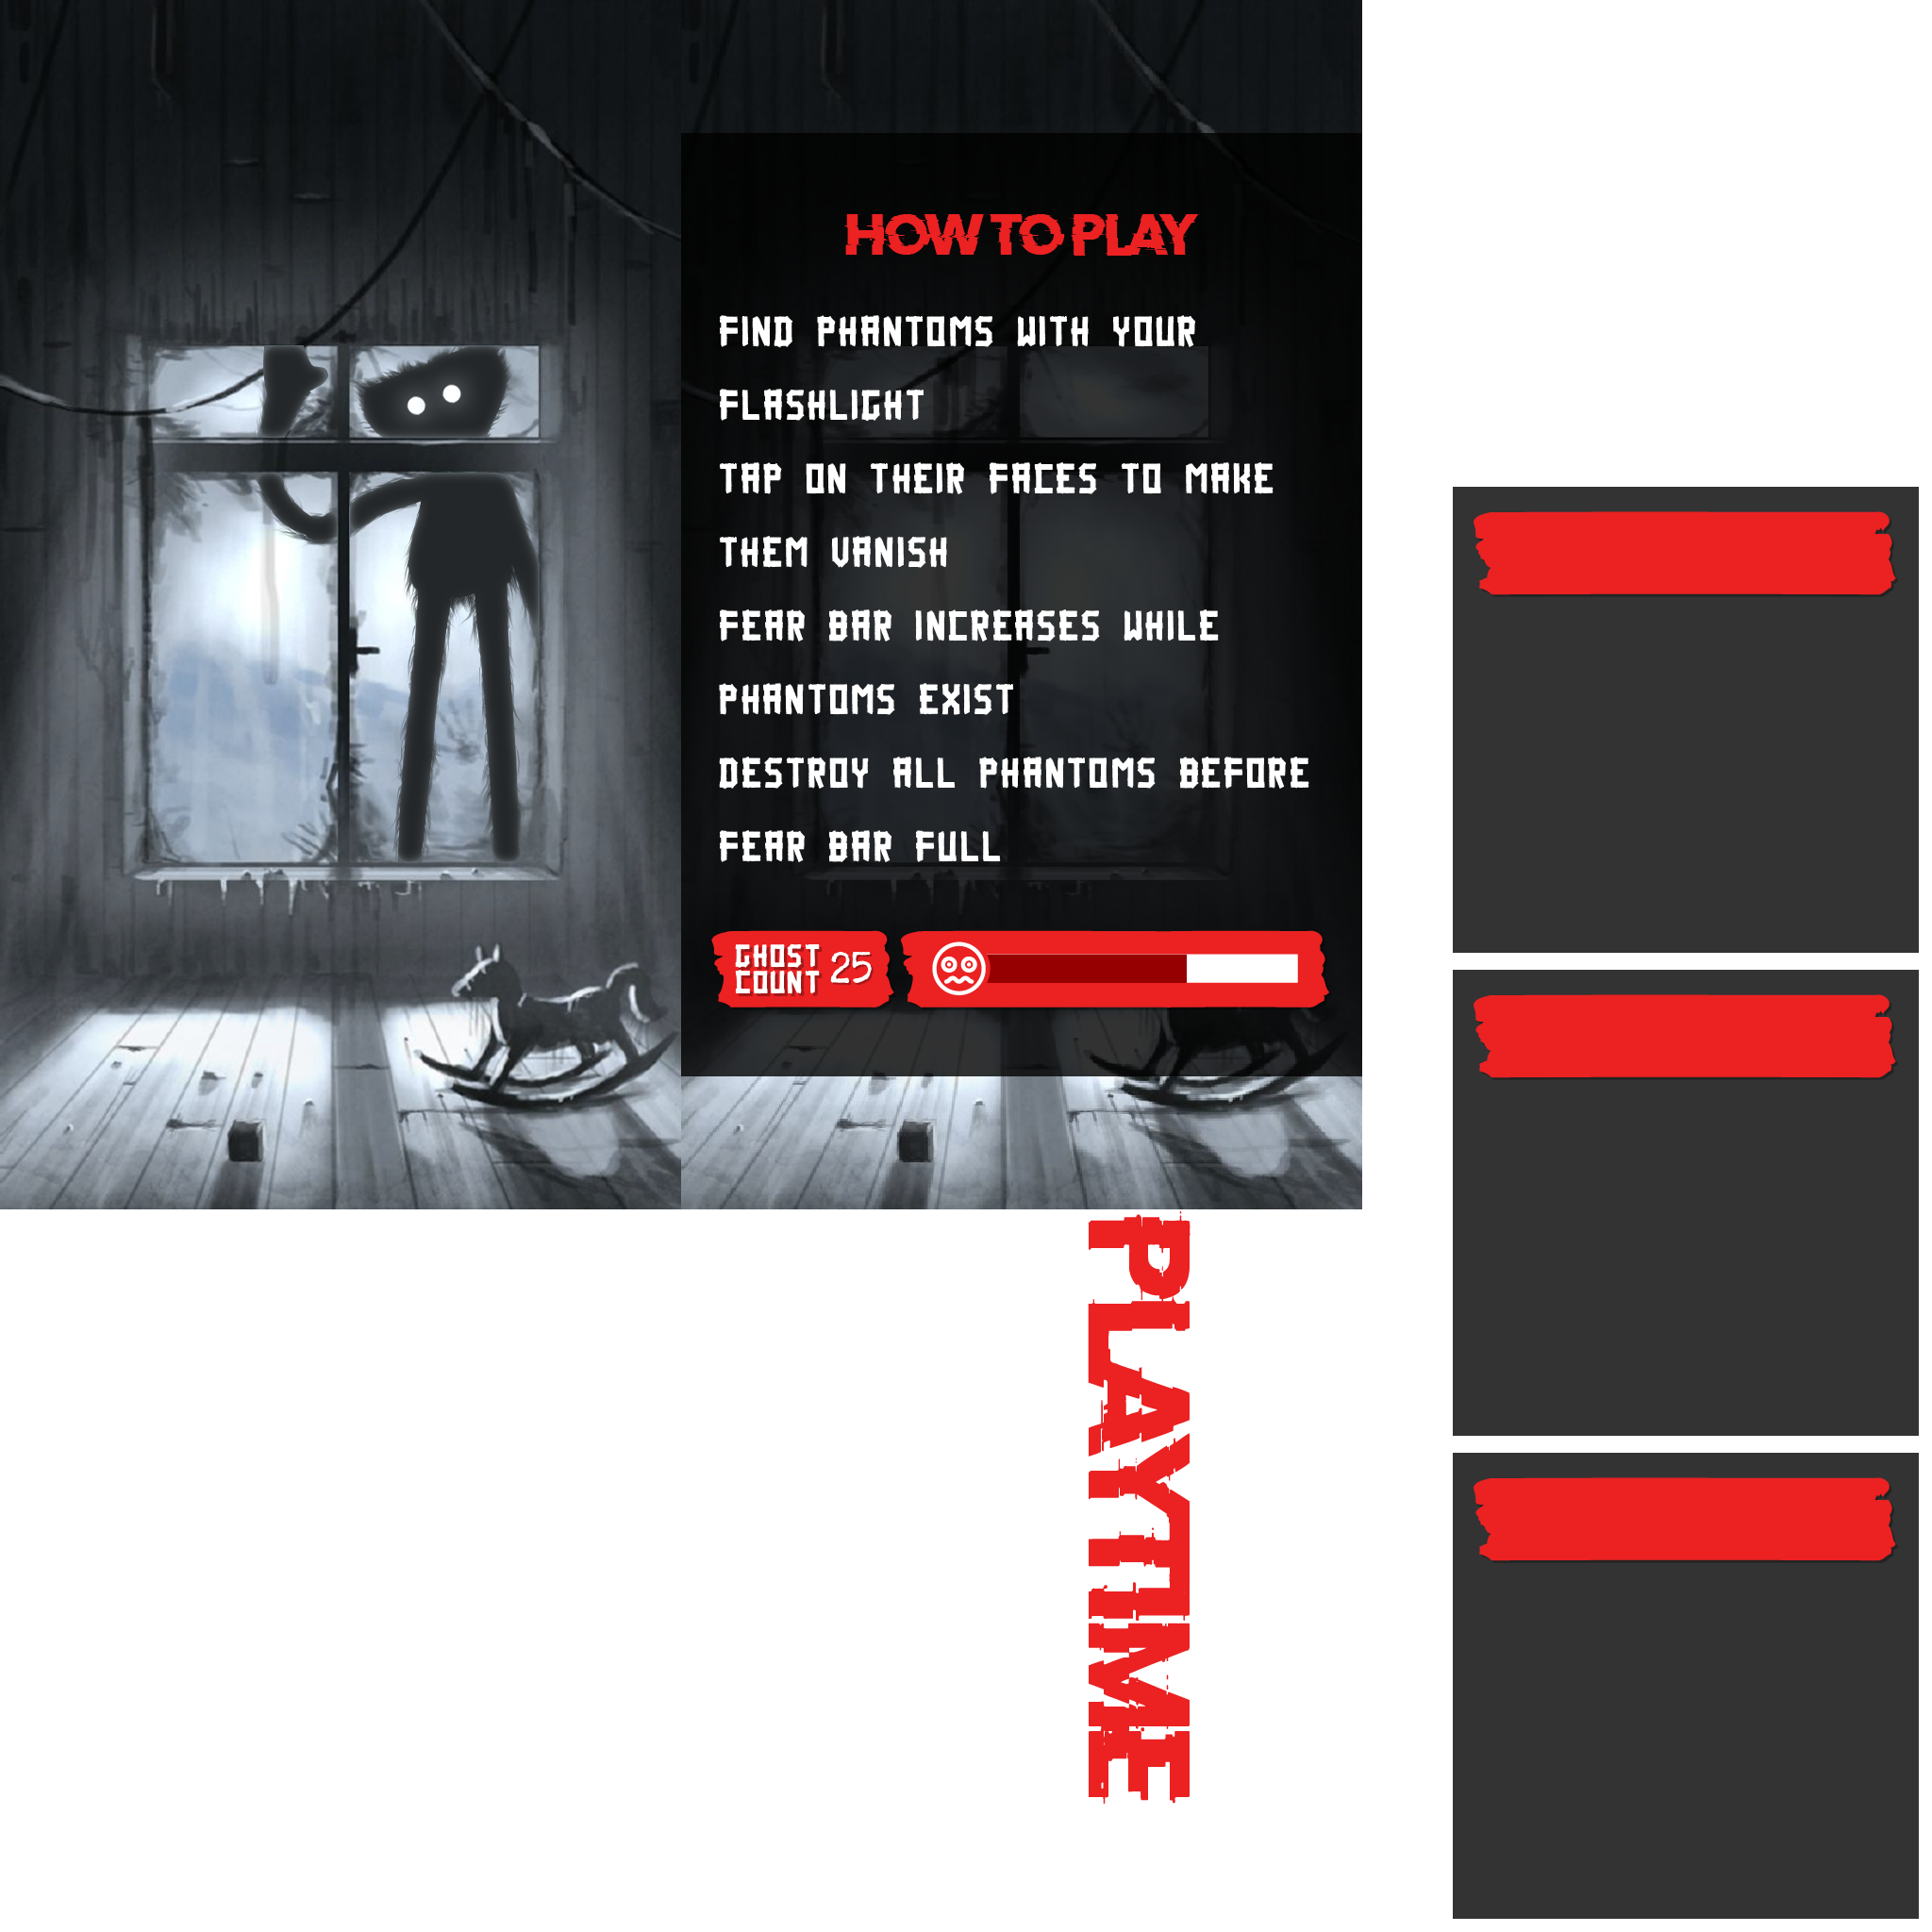 HOW TO PLAY
FIND PHANTOMS WITH YOUR
FLASHLIGHT
TAP ON THEIR FACES TO MAKE
THEM VANISH
FEAR BAR INCREASES WHILE
PHANTOMS EXIST
DESTROY ALL PHANTOMS BEFORE
FEAR BAR FULL
GHOST
COUNT 25
PLAYTIME